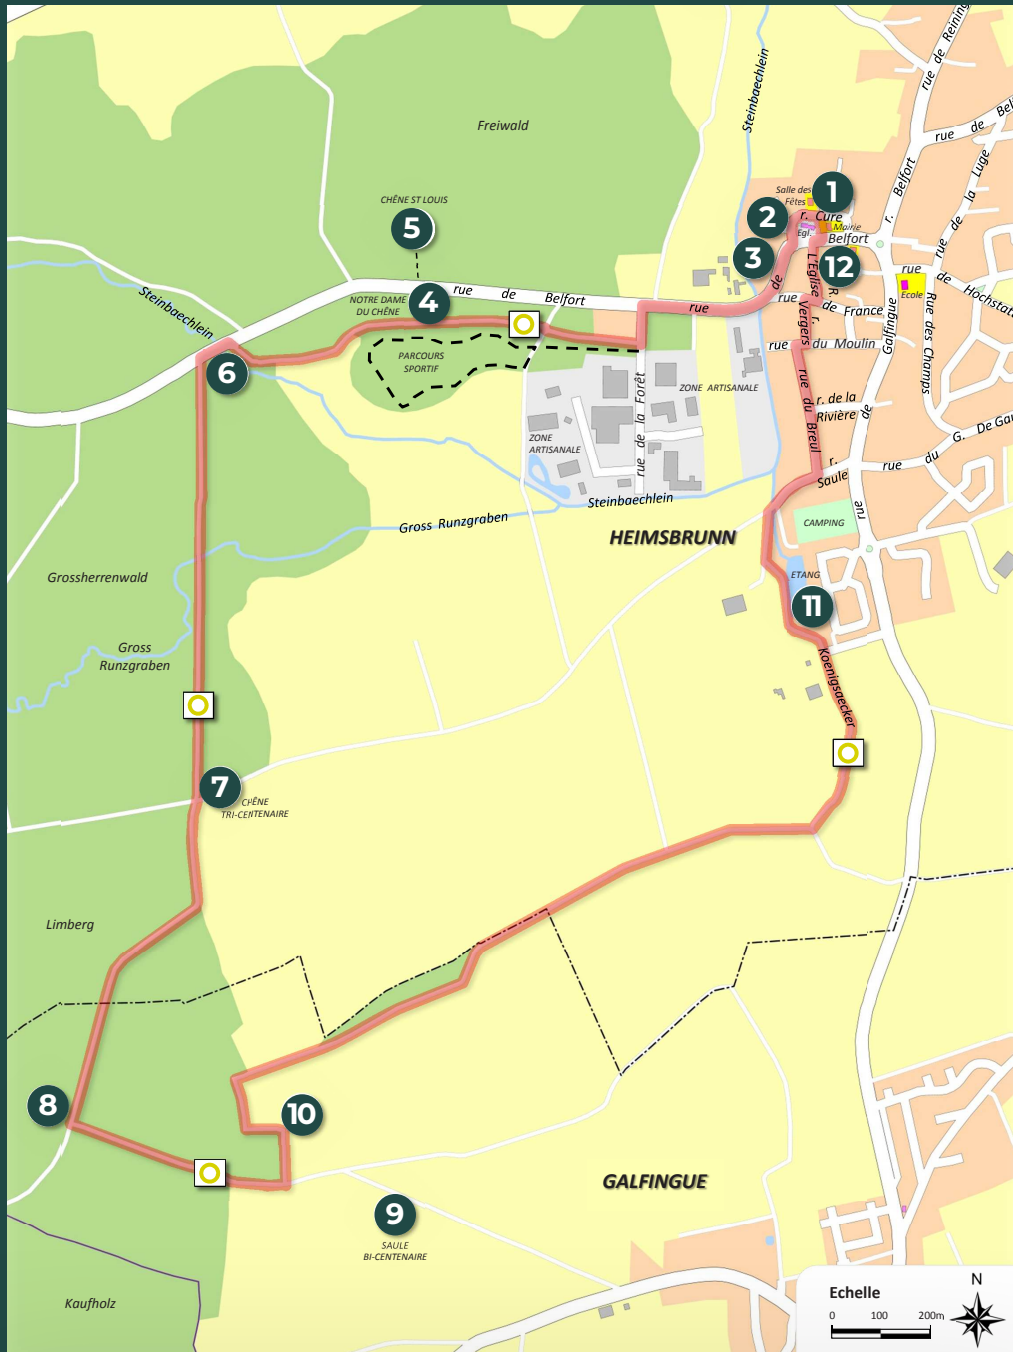 rue de Reining
Steinbaechlein
Freiwald
rue de Bel
r. de Belfort
rue de la Luge
CHÊNE ST LOUIS
5
Salle des
Fêtes
1
2
r. Cure
Mairie
Egl.
Belfort
3
12
L'Eglise
R.
rue de Hochstat
Ecole
Steinbaechlein
NOTRE DAME
DU CHÊNE
4
rue de Belfort
rue de
rue de France
r. Vergers
Galfingue
Rue des Champs
rue du Moulin
6
PARCOURS
SPORTIF
ZONE ARTISANALE
rue de la Forêt
rue du Breul
r. de la
Rivière
rue de
ZONE
ARTISANALE
r. Saule
rue du G. De Gau
Steinbaechlein
Gross Runzgraben
HEIMSBRUNN
CAMPING
Grossherrenwald
ETANG
11
Gross
Runzgraben
Koenigsaecker
7
CHÊNE
TRI-CENTENAIRE
Limberg
8
10
GALFINGUE
9
SAULE
BI-CENTENAIRE
Kaufholz
Echelle
N
0 100 200m